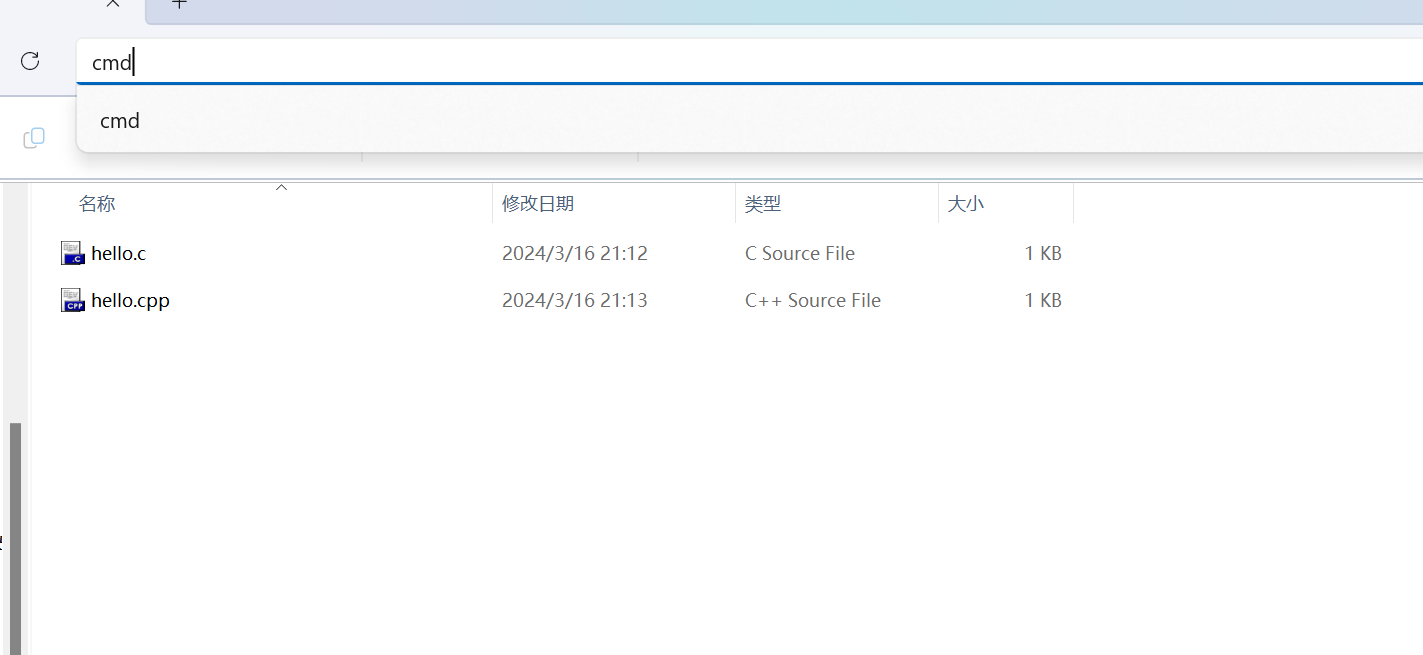 cmd
cmd
名称 修改日期 类型 大小
hello.c 2024/3/16 21:12 C Source File 1 KB
hello.cpp 2024/3/16 21:13 C++ Source File 1 KB